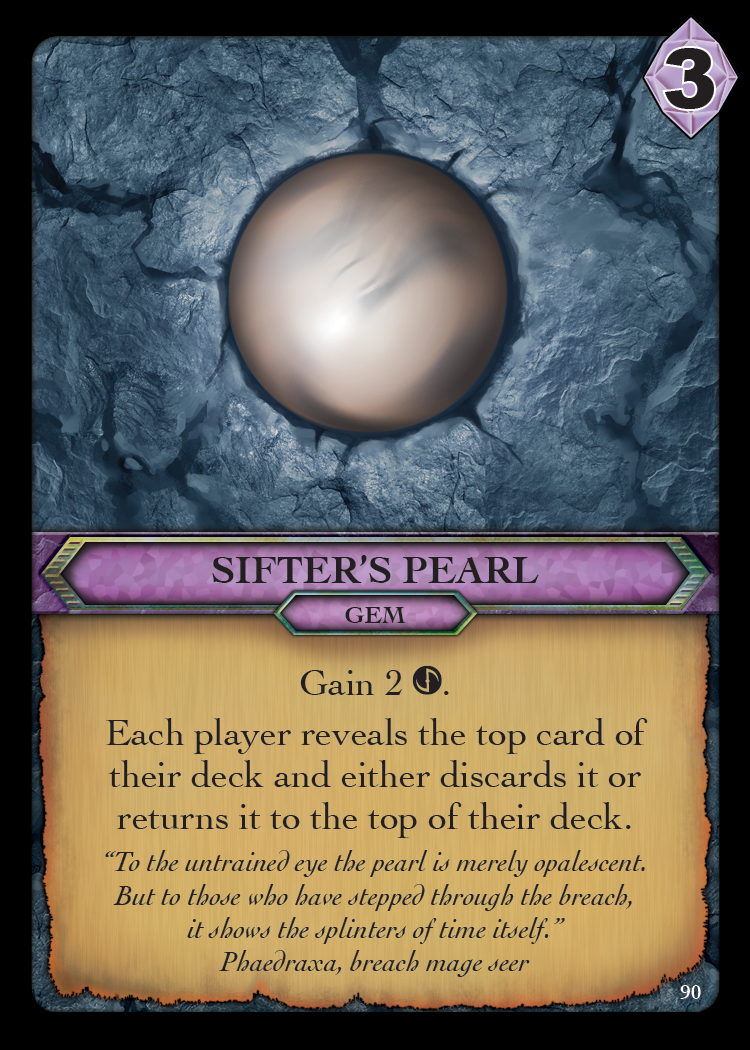 3
SIFTER'S PEARL
GEM
Gain 2 .
Each player reveals the top card of
their deck and either discards it or
returns it to the top of their deck.
“To the untrained eye the pearl is merely opalescent.
But to those who have stepped through the breach,
it shows the splinters of time itself.”
Phaedraxa, breach mage seer
90